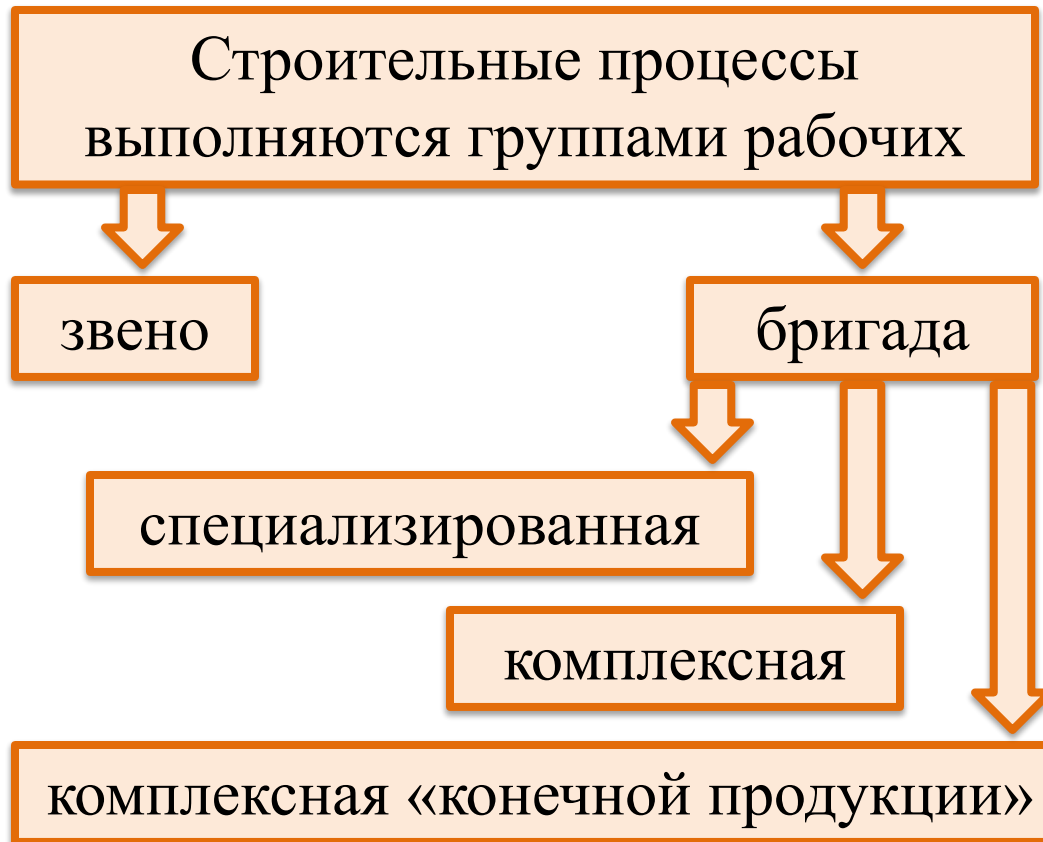 Строительные процессы
выполняются группами рабочих
звено
бригада
специализированная
комплексная
комплексная «конечной продукции»